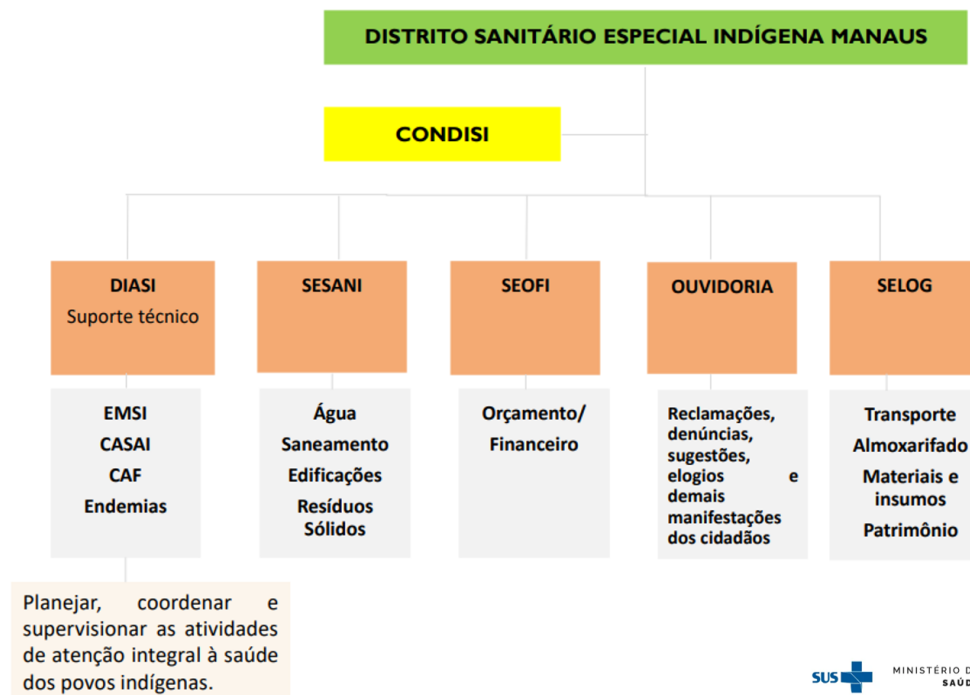 DISTRITO SANITÁRIO ESPECIAL INDÍGENA MANAUS
CONDISI
DIASI
Suporte técnico
SESANI
SEOFI
OUVIDORIA
SELOG
EMSI
CASAI
CAF
Endemias
Água
Saneamento
Edificações
Resíduos
Sólidos
Orçamento/
Financeiro
Reclamações,
denúncias,
sugestões,
elogios e
demais
manifestações
dos cidadãos
Transporte
Almoxarifado
Materiais e
insumos
Patrimônio
Planejar, coordenar e
supervisionar as atividades
de atenção integral à saúde
dos povos indígenas.
SUS
MINISTÉRIO D
SAÚD